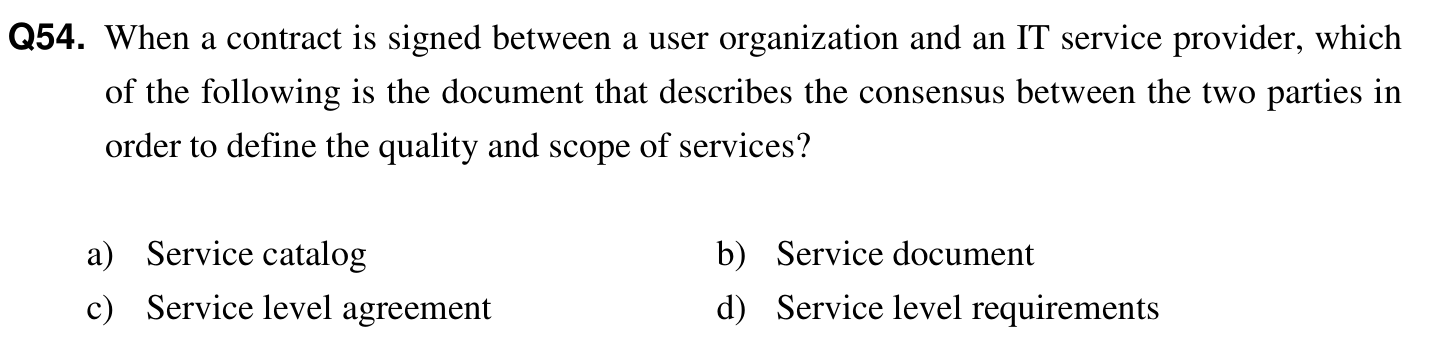 Q54. When a contract is signed between a user organization and an IT service provider, which
of the following is the document that describes the consensus between the two parties in
order to define the quality and scope of services?
a) Service catalog b) Service document
c) Service level agreement d) Service level requirements